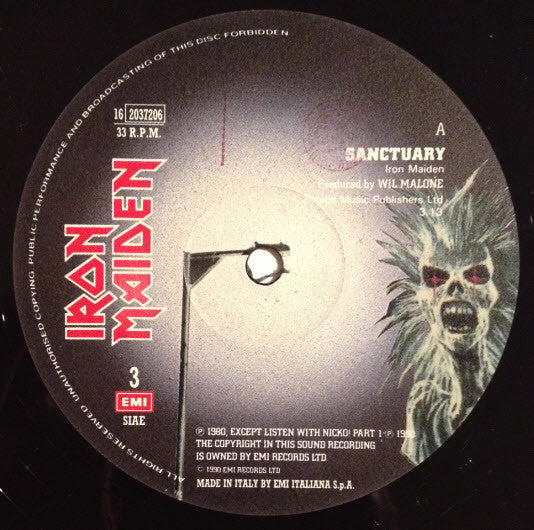 ALL RIGHTS RESERVED UNAUTHORISED COPYING. PUBLIC PERFORMANCE AND BROADCASTING OF THIS DISC FORBIDDEN
16 2037206
33 R.P.M.
IRON
MAIDEN
3
EMI
SIAE
A
SANCTUARY
Iron Maiden
Produced by WIL MALONE
Music Publishers Ltd
3.13
℗ 1980, EXCEPT LISTEN WITH NICKO! PART 1 ℗ 1990
THE COPYRIGHT IN THIS SOUND RECORDING
IS OWNED BY EMI RECORDS LTD
© 1990 EMI RECORDS LTD
MADE IN ITALY BY EMI ITALIANA S.p.A.